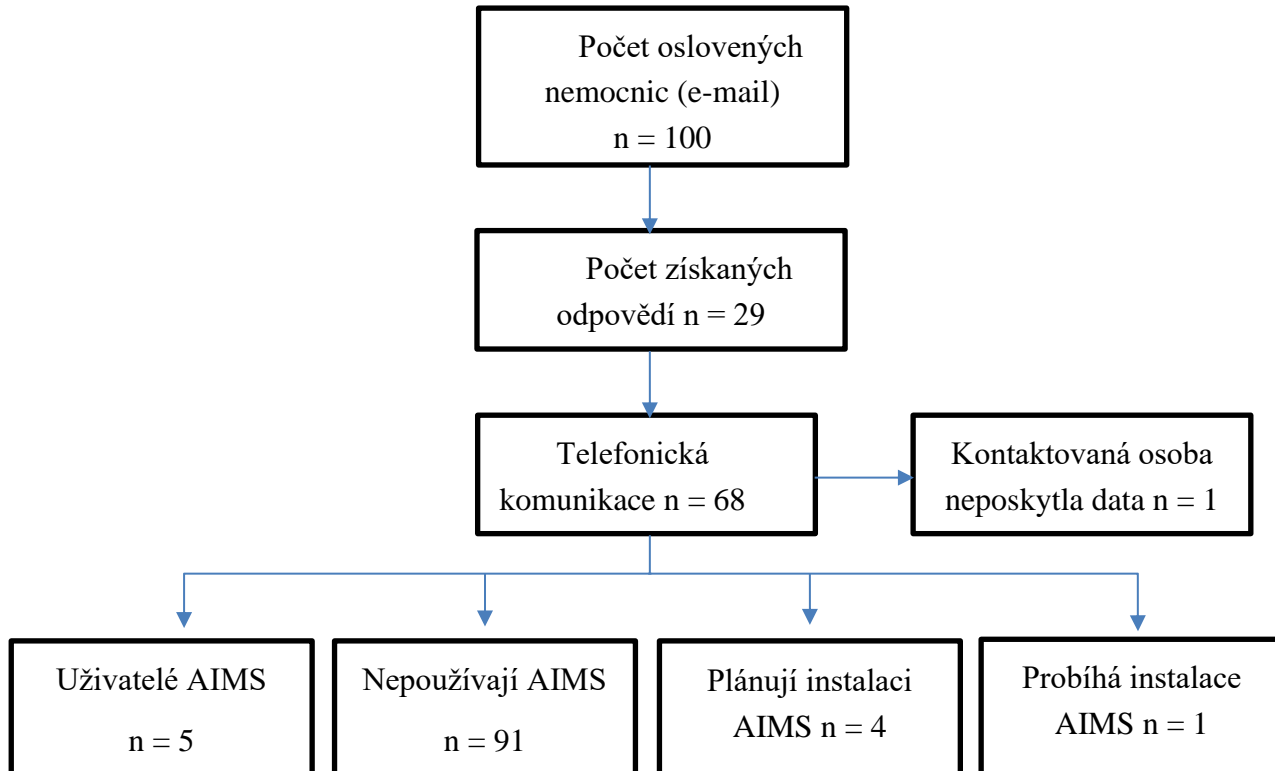 Počet oslovených
nemocnic (e-mail)
n = 100
Počet získaných
odpovědí n = 29
Telefonická
komunikace n = 68
Kontaktovaná osoba
neposkytla data n = 1
Uživatelé AIMS
n = 5
Nepoužívají AIMS
n = 91
Plánují instalaci
AIMS n = 4
Probíhá instalace
AIMS n = 1